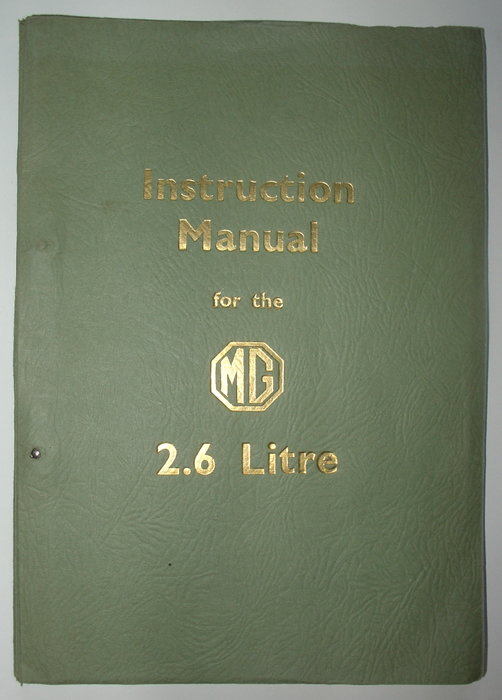 Instruction
Manual
for the
MG
2.6 Litre